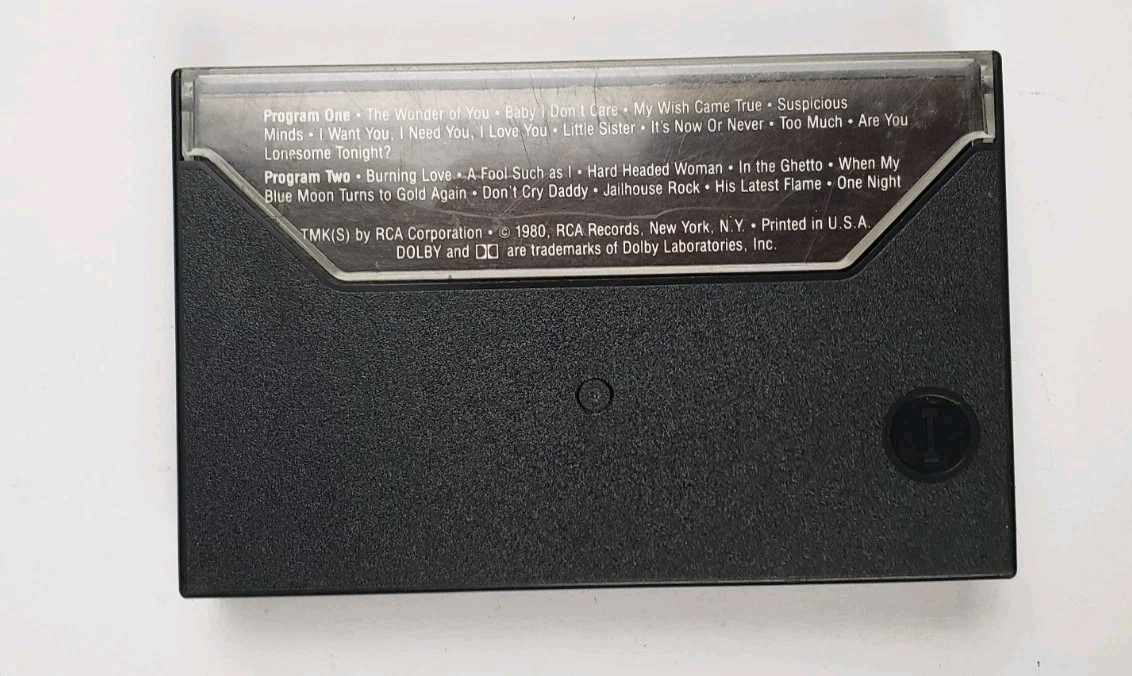 Program One • The Wonder of You • Baby I Don't Care • My Wish Came True • Suspicious
Minds • I Want You, I Need You, I Love You • Little Sister • It's Now Or Never • Too Much • Are You
Lonesome Tonight?
Program Two • Burning Love • A Fool Such as I • Hard Headed Woman • In the Ghetto • When My
Blue Moon Turns to Gold Again • Don't Cry Daddy • Jailhouse Rock • His Latest Flame • One Night
TMK(S) by RCA Corporation • © 1980, RCA Records, New York, N.Y. • Printed in U.S.A.
DOLBY and are trademarks of Dolby Laboratories, Inc.
I